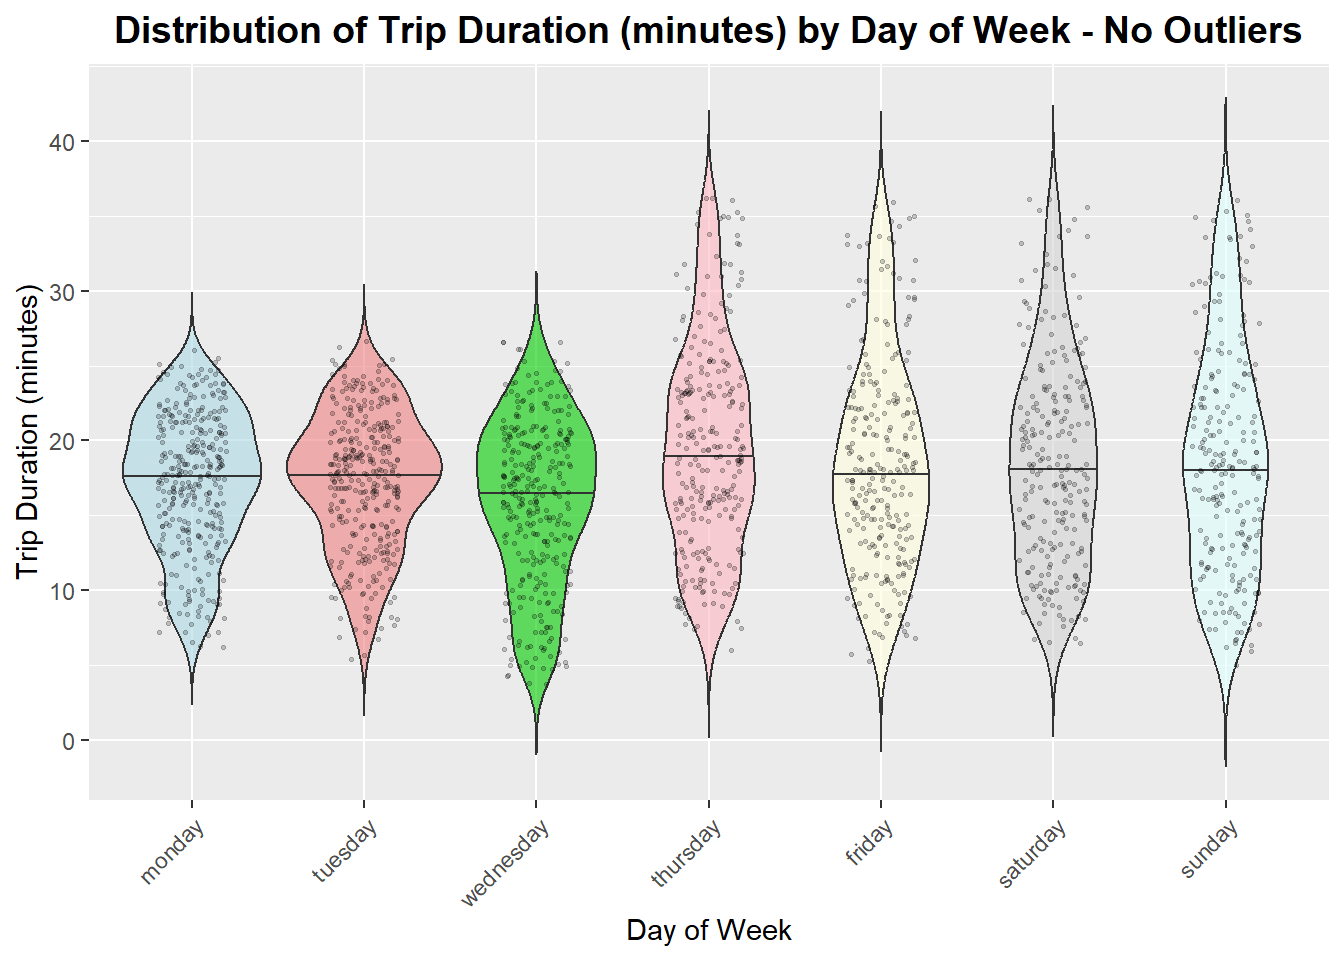 Distribution of Trip Duration (minutes) by Day of Week - No Outliers
Trip Duration (minutes)
40
30
20
10
0
monday
tuesday
wednesday
thursday
friday
saturday
sunday
Day of Week